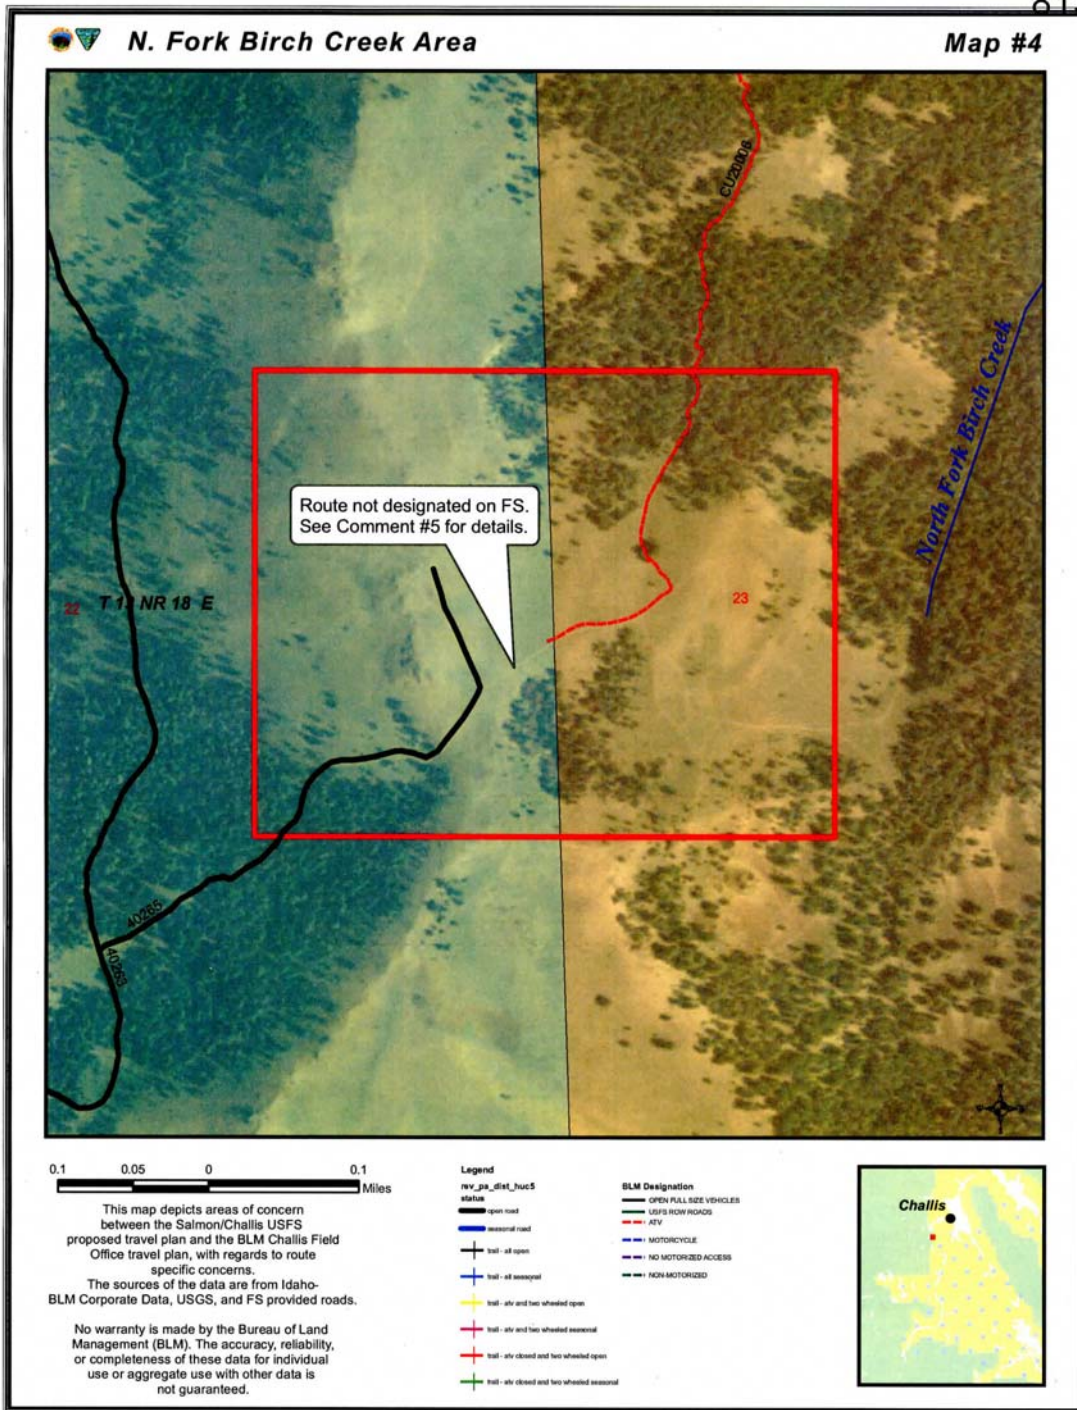 N. Fork Birch Creek Area
Map #4
CU20006
North Fork Birch Creek
Route not designated on FS.
See Comment #5 for details.
22
T 13 NR 18 E
23
40265
40263
0.1 0.05 0 0.1
Miles
This map depicts areas of concern
between the Salmon/Challis USFS
proposed travel plan and the BLM Challis Field
Office travel plan, with regards to route
specific concerns.
The sources of the data are from Idaho-
BLM Corporate Data, USGS, and FS provided roads.
No warranty is made by the Bureau of Land
Management (BLM). The accuracy, reliability,
or completeness of these data for individual
use or aggregate use with other data is
not guaranteed.
Legend
rev_pa_dist_huc5
status
open road
seasonal road
trail - all open
trail - all seasonal
trail - atv and two wheeled open
trail - atv and two wheeled seasonal
trail - atv closed and two wheeled open
trail - atv closed and two wheeled seasonal
BLM Designation
OPEN FULL SIZE VEHICLES
USFS ROW ROADS
ATV
MOTORCYCLE
NO MOTORIZED ACCESS
NON-MOTORIZED
Challis